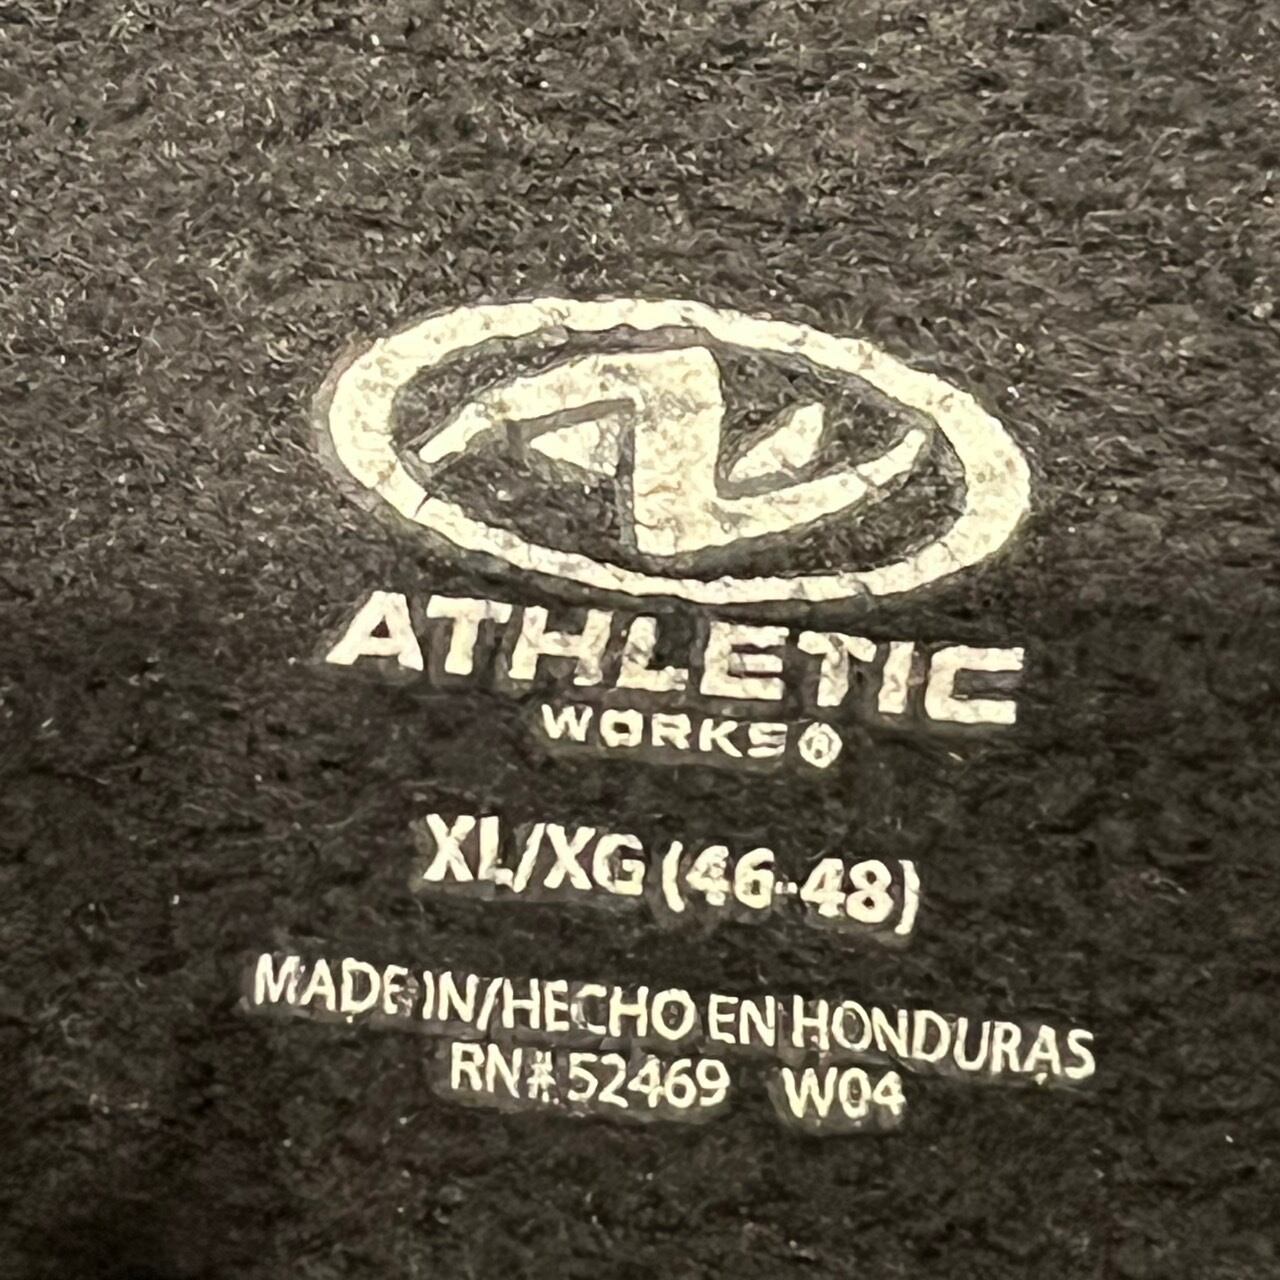 ATHLETIC
WORKS®
XL/XG (46-48)
MADE IN/HECHO EN HONDURAS
RN# 52469 W04